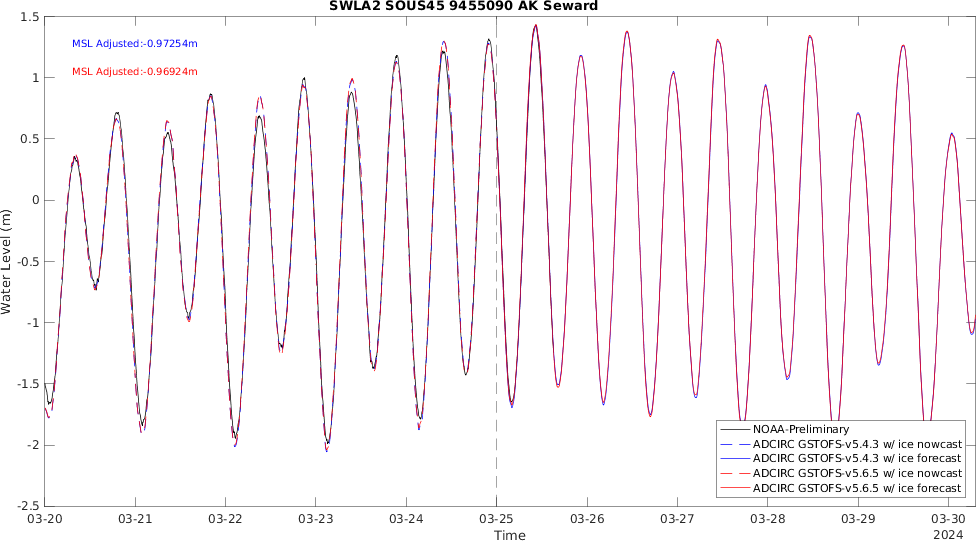 SWLA2 SOUS45 9455090 AK Seward
1.5
MSL Adjusted:-0.97254m
MSL Adjusted:-0.96924m
1
0.5
0
-0.5
-1
-1.5
-2
-2.5
Water Level (m)
NOAA-Preliminary
ADCIRC GSTOFS-v5.4.3 w/ ice nowcast
ADCIRC GSTOFS-v5.4.3 w/ ice forecast
ADCIRC GSTOFS-v5.6.5 w/ ice nowcast
ADCIRC GSTOFS-v5.6.5 w/ ice forecast
03-20 03-21 03-22 03-23 03-24 03-25 03-26 03-27 03-28 03-29 03-30
2024
Time